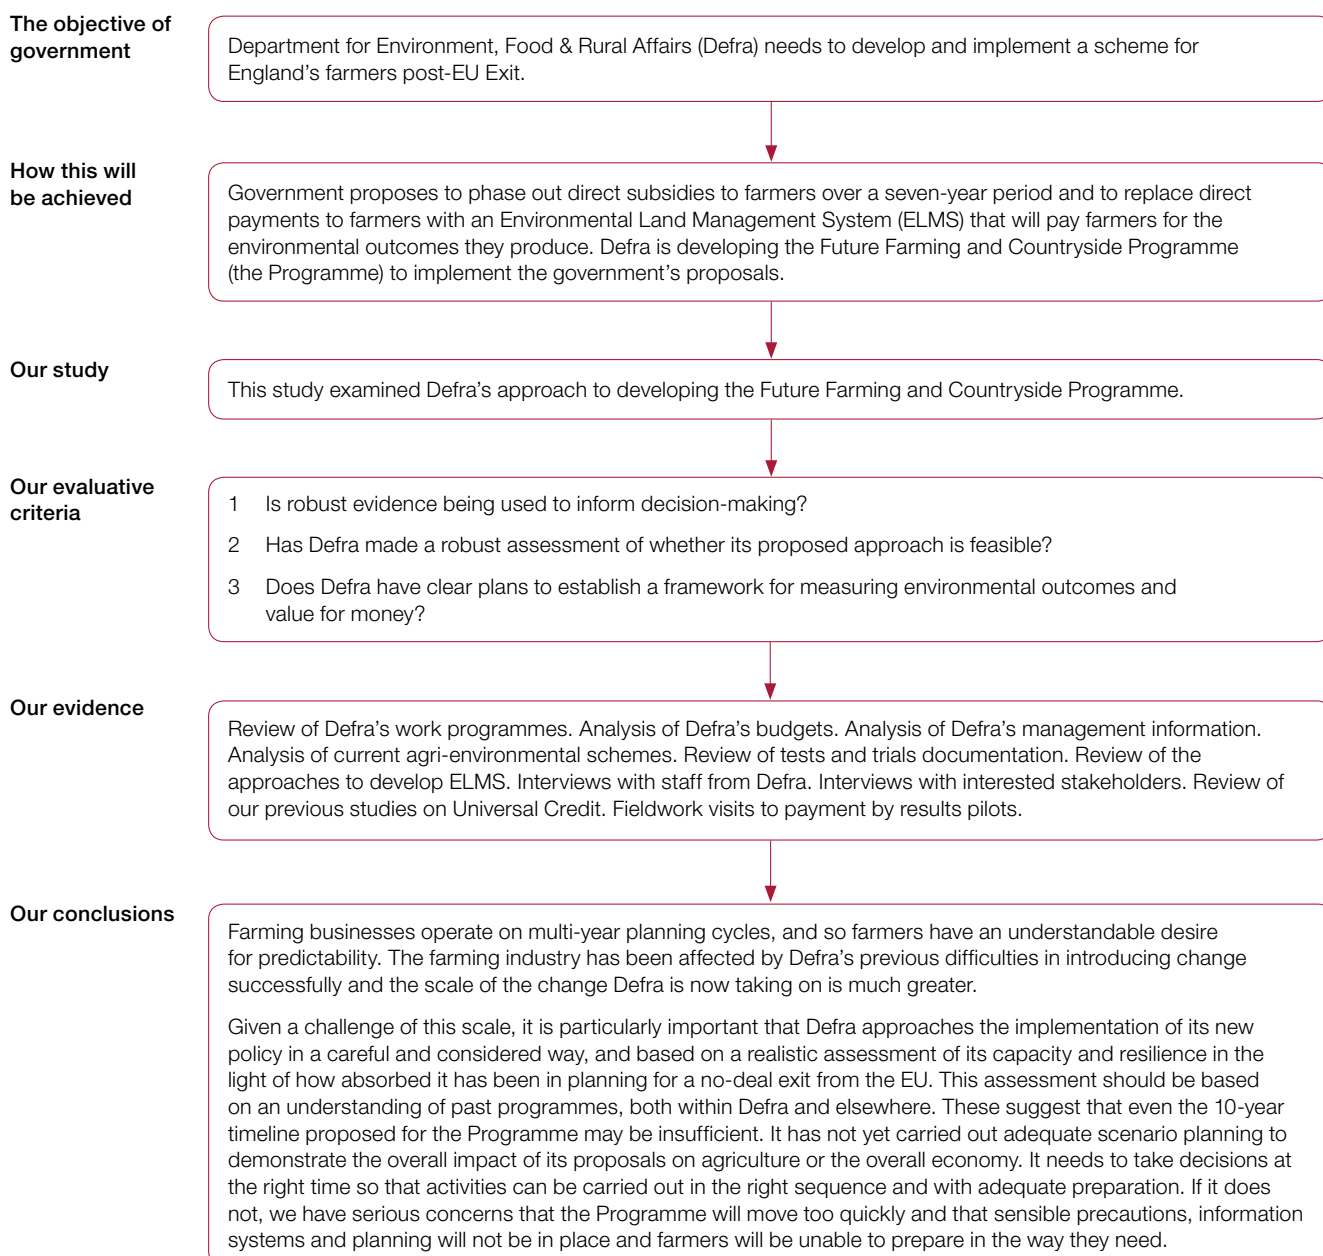 The objective of
government
Department for Environment, Food & Rural Affairs (Defra) needs to develop and implement a scheme for
England’s farmers post-EU Exit.
How this will
be achieved
Government proposes to phase out direct subsidies to farmers over a seven-year period and to replace direct
payments to farmers with an Environmental Land Management System (ELMS) that will pay farmers for the
environmental outcomes they produce. Defra is developing the Future Farming and Countryside Programme
(the Programme) to implement the government’s proposals.
Our study
This study examined Defra’s approach to developing the Future Farming and Countryside Programme.
Our evaluative
criteria
1 Is robust evidence being used to inform decision-making?
2 Has Defra made a robust assessment of whether its proposed approach is feasible?
3 Does Defra have clear plans to establish a framework for measuring environmental outcomes and
value for money?
Our evidence
Review of Defra’s work programmes. Analysis of Defra’s budgets. Analysis of Defra’s management information.
Analysis of current agri-environmental schemes. Review of tests and trials documentation. Review of the
approaches to develop ELMS. Interviews with staff from Defra. Interviews with interested stakeholders. Review of
our previous studies on Universal Credit. Fieldwork visits to payment by results pilots.
Our conclusions
Farming businesses operate on multi-year planning cycles, and so farmers have an understandable desire
for predictability. The farming industry has been affected by Defra’s previous difficulties in introducing change
successfully and the scale of the change Defra is now taking on is much greater.
Given a challenge of this scale, it is particularly important that Defra approaches the implementation of its new
policy in a careful and considered way, and based on a realistic assessment of its capacity and resilience in the
light of how absorbed it has been in planning for a no-deal exit from the EU. This assessment should be based
on an understanding of past programmes, both within Defra and elsewhere. These suggest that even the 10-year
timeline proposed for the Programme may be insufficient. It has not yet carried out adequate scenario planning to
demonstrate the overall impact of its proposals on agriculture or the overall economy. It needs to take decisions at
the right time so that activities can be carried out in the right sequence and with adequate preparation. If it does
not, we have serious concerns that the Programme will move too quickly and that sensible precautions, information
systems and planning will not be in place and farmers will be unable to prepare in the way they need.